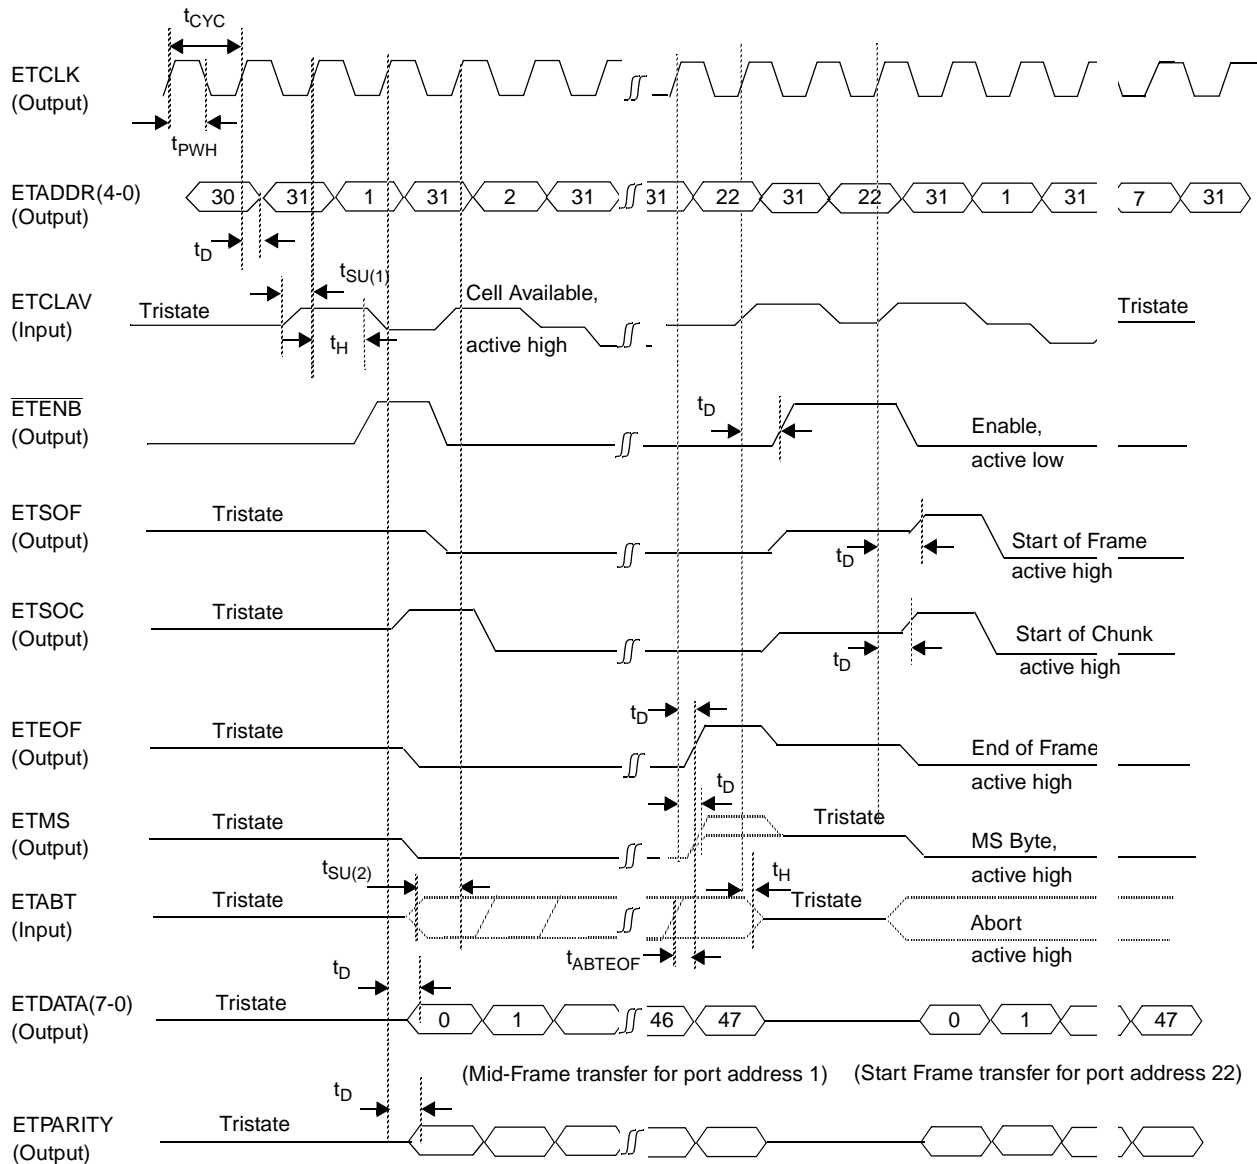 tCYC
ETCLK
(Output)
tPWH
ETADDR(4-0)
(Output)
30 31 1 31 2 31 31 22 31 22 31 1 31 7 31
tD
tSU(1)
ETCLAV
(Input)
Tristate
Cell Available,
active high
Tristate
tH
ETENB
(Output)
tD
Enable,
active low
ETSOF
(Output)
Tristate
tD
Start of Frame
active high
ETSOC
(Output)
Tristate
tD
Start of Chunk
active high
ETEOF
(Output)
tD
Tristate
End of Frame
active high
tD
ETMS
(Output)
Tristate
Tristate
MS Byte,
active high
tSU(2)
tH
ETABT
(Input)
Tristate
Tristate
Abort
active high
tABTEOF
tD
ETDATA(7-0)
(Output)
Tristate
0 1 46 47 0 1 47
(Mid-Frame transfer for port address 1) (Start Frame transfer for port address 22)
tD
ETPARITY
(Output)
Tristate